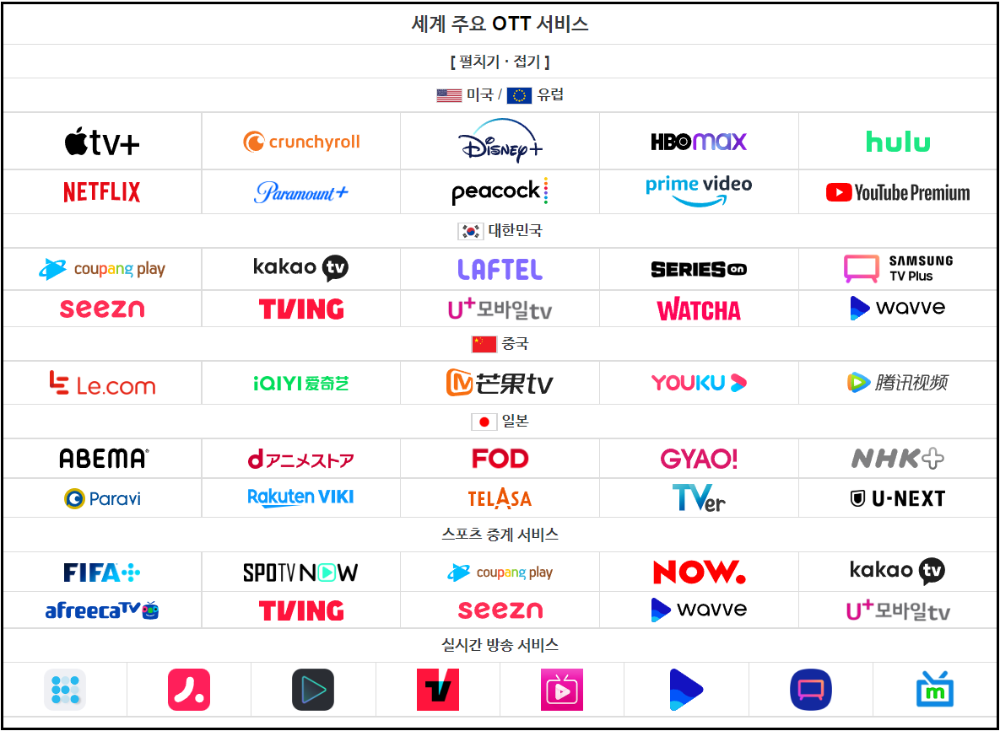 세계 주요 OTT 서비스
[ 펼치기 · 접기 ]
미국 / 유럽
tv+ crunchyroll Disney+ HBOmax hulu
NETFLIX Paramount+ peacock prime video YouTube Premium
대한민국
coupang play kakao tv LAFTEL SERIES on SAMSUNG TV Plus
seezn TVING U+모바일tv WATCHA wavve
중국
Le.com iQIYI爱奇艺 芒果tv YOUKU 腾讯视频
일본
ABEMA dアニメストア FOD GYAO! NHK+
Paravi Rakuten VIKI TELASA TVer U-NEXT
스포츠 중계 서비스
FIFA+ SPOTV NOW coupang play NOW. kakao tv
afreecaTV TVING seezn wavve U+모바일tv
실시간 방송 서비스
m